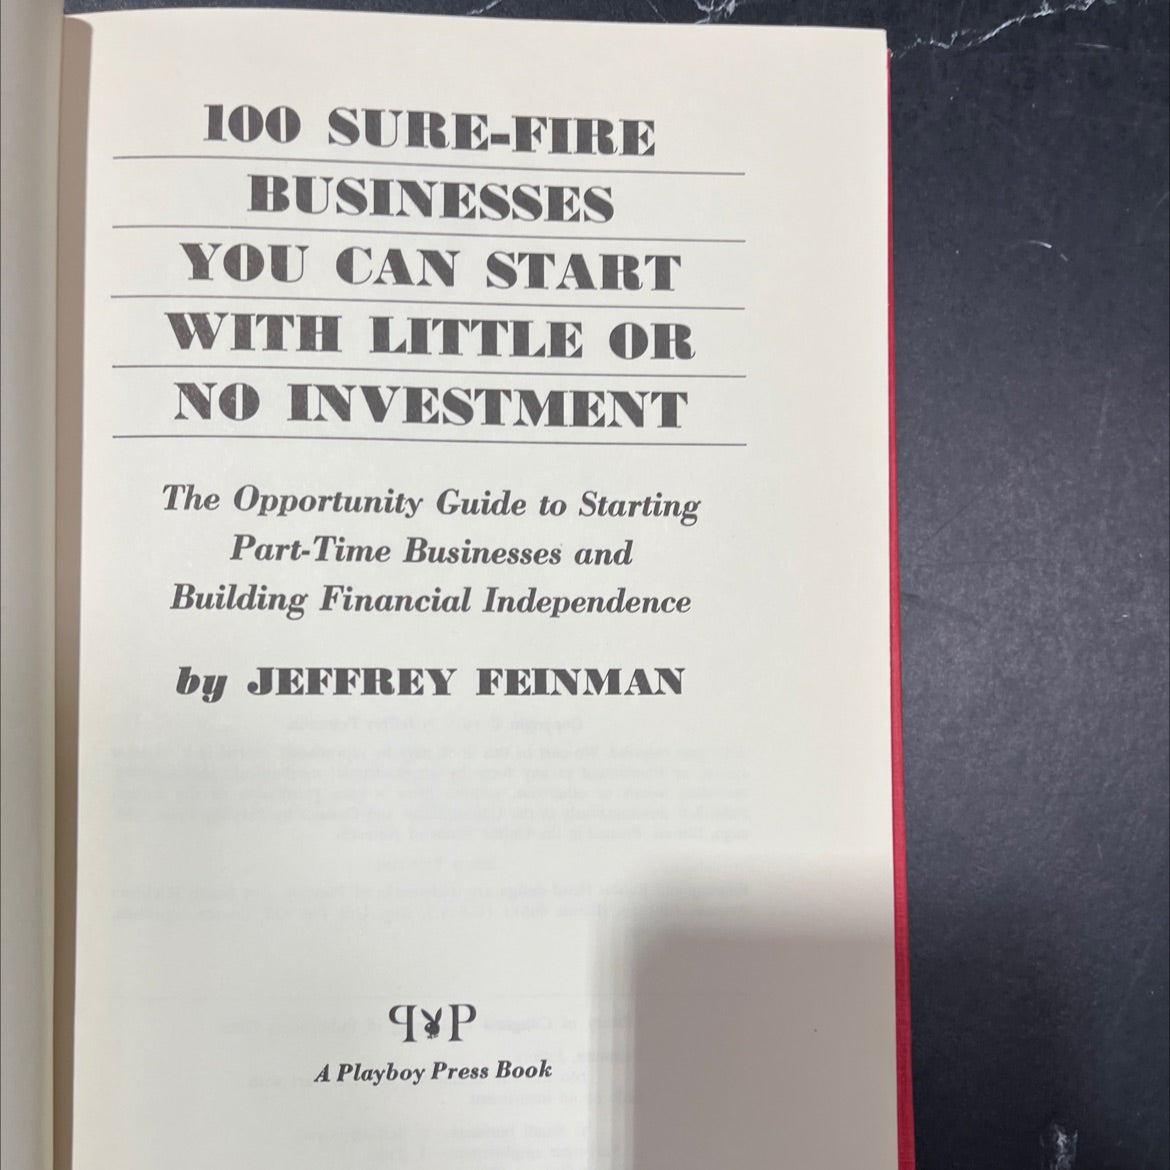 100 SURE-FIRE
BUSINESSES
YOU CAN START
WITH LITTLE OR
NO INVESTMENT
The Opportunity Guide to Starting
Part-Time Businesses and
Building Financial Independence
by JEFFREY FEINMAN
PP
A Playboy Press Book